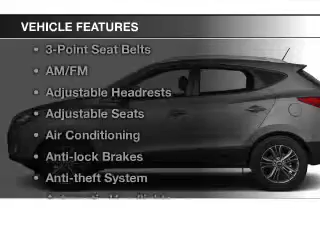 VEHICLE FEATURES
• 3-Point Seat Belts
• AM/FM
• Adjustable Headrests
• Adjustable Seats
• Air Conditioning
• Anti-lock Brakes
• Anti-theft System